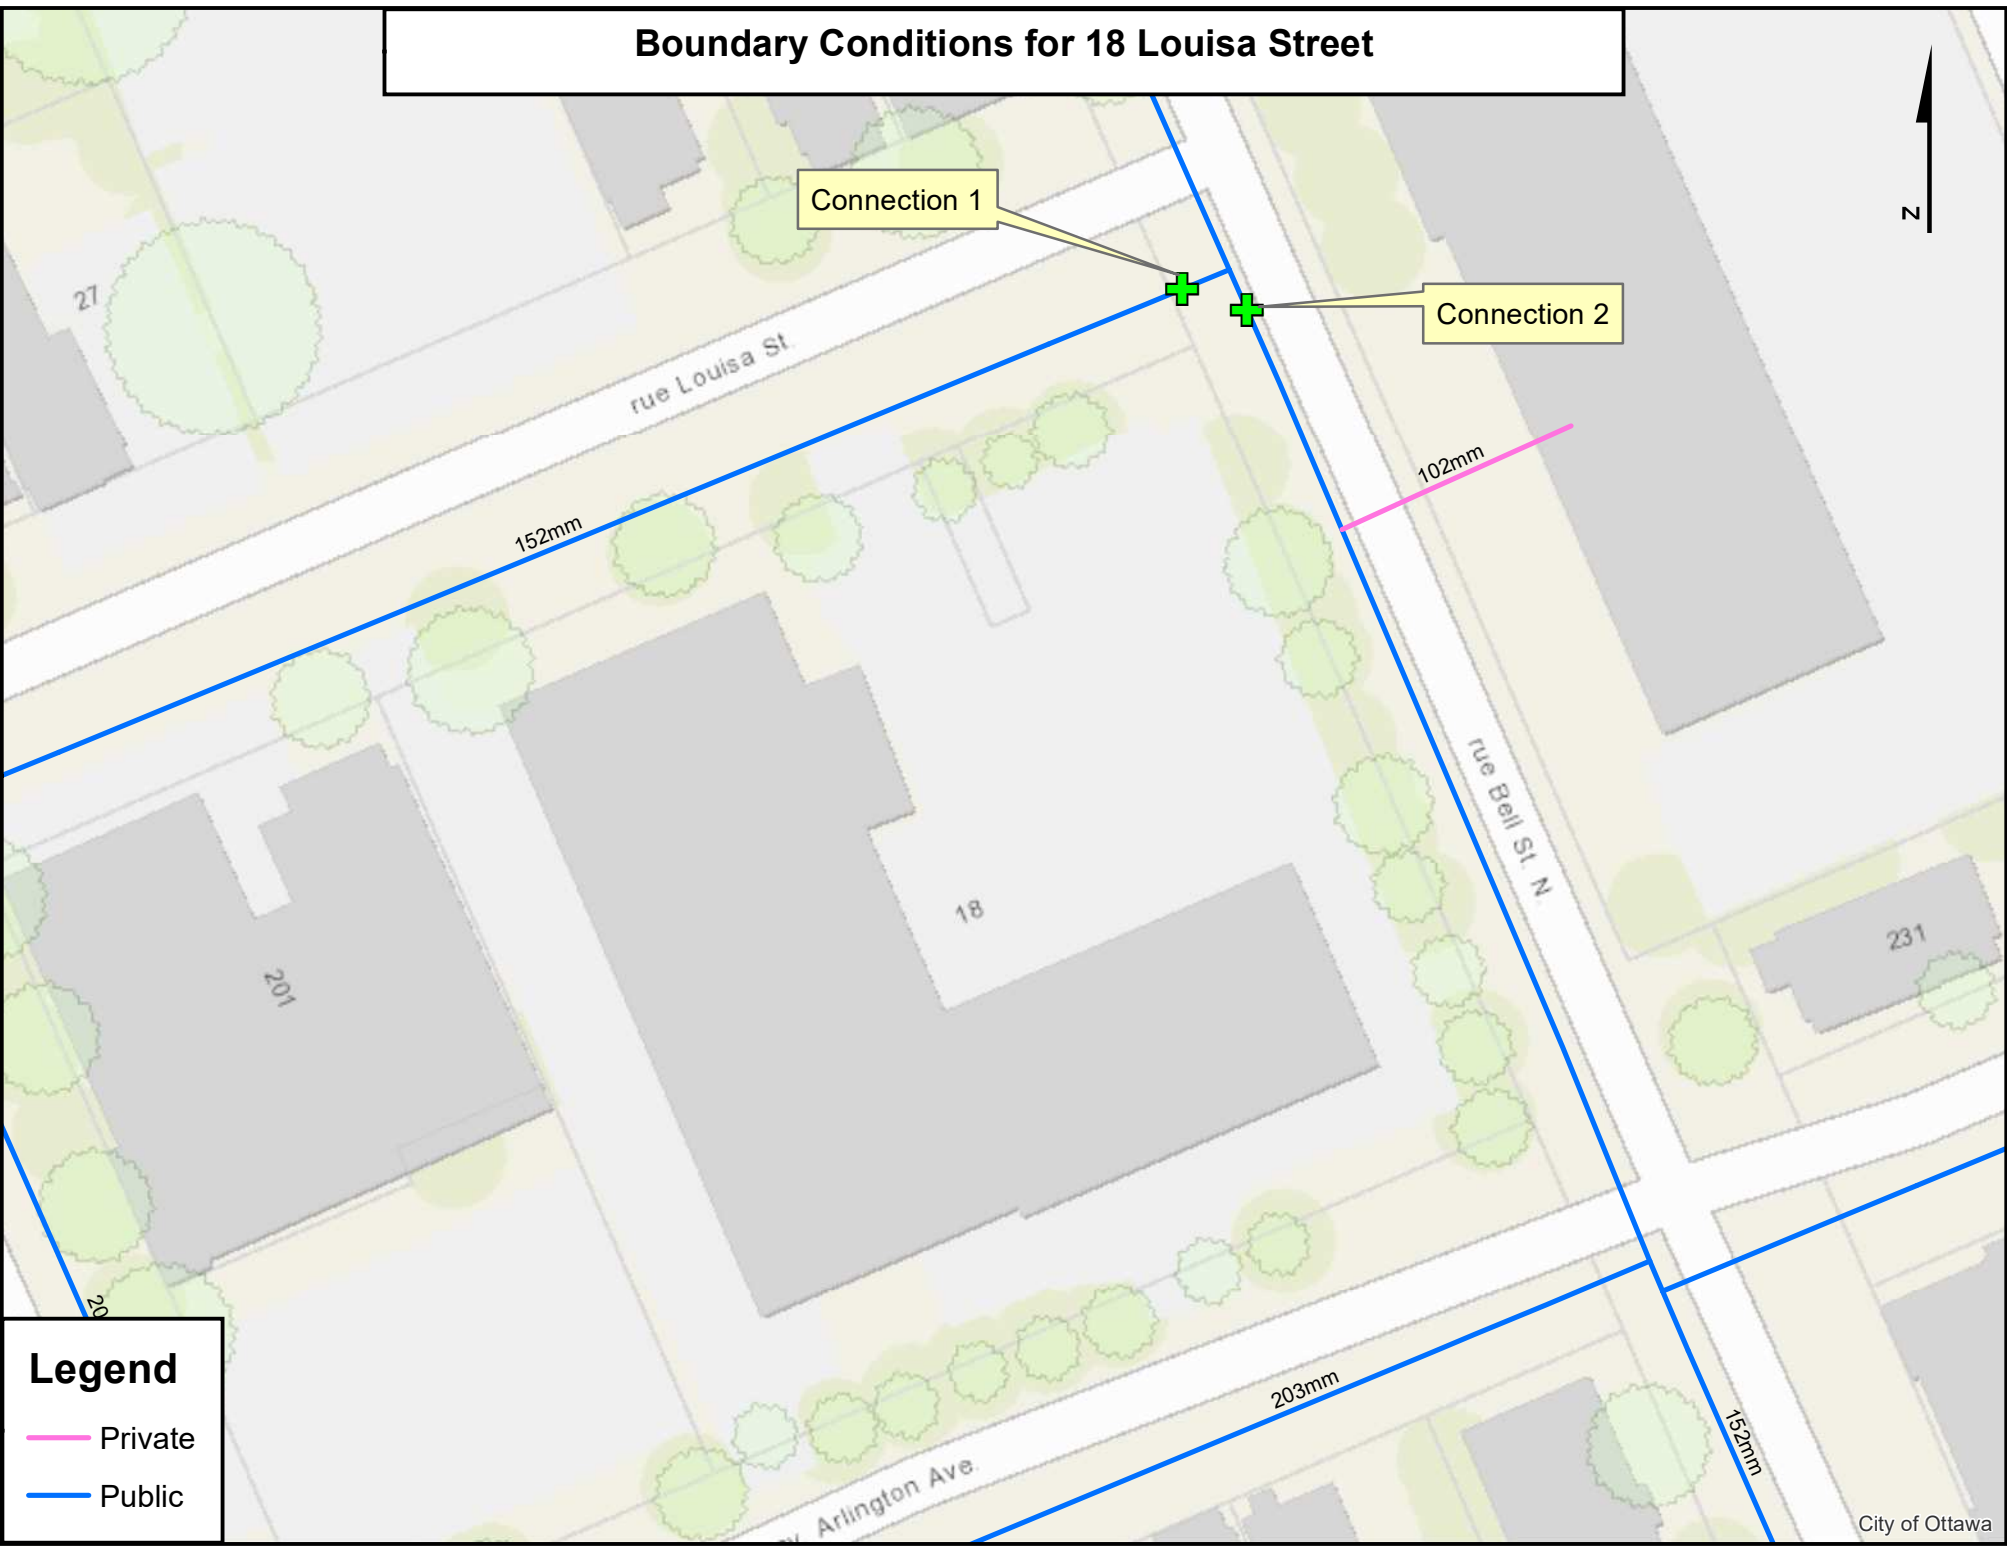 Boundary Conditions for 18 Louisa Street
Connection 1
z
27
Connection 2
rue Louisa St.
102mm
152mm
rue Bell St. N.
18
231
201
20
Legend
Private
Public
203mm
152mm
Arlington Ave.
City of Ottawa